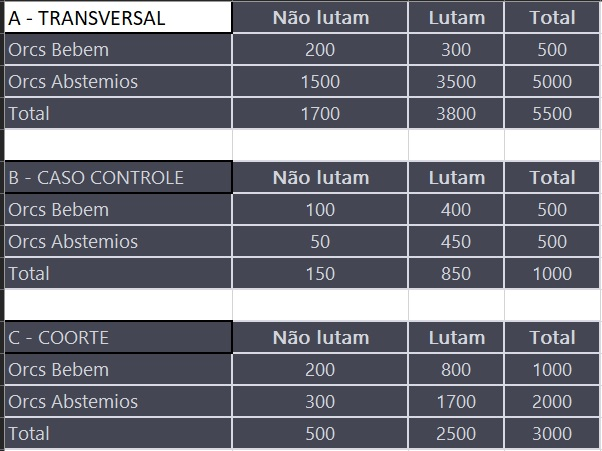 A - TRANSVERSAL Não lutam Lutam Total
Orcs Bebem 200 300 500
Orcs Abstemios 1500 3500 5000
Total 1700 3800 5500
B - CASO CONTROLE Não lutam Lutam Total
Orcs Bebem 100 400 500
Orcs Abstemios 50 450 500
Total 150 850 1000
C - COORTE Não lutam Lutam Total
Orcs Bebem 200 800 1000
Orcs Abstemios 300 1700 2000
Total 500 2500 3000